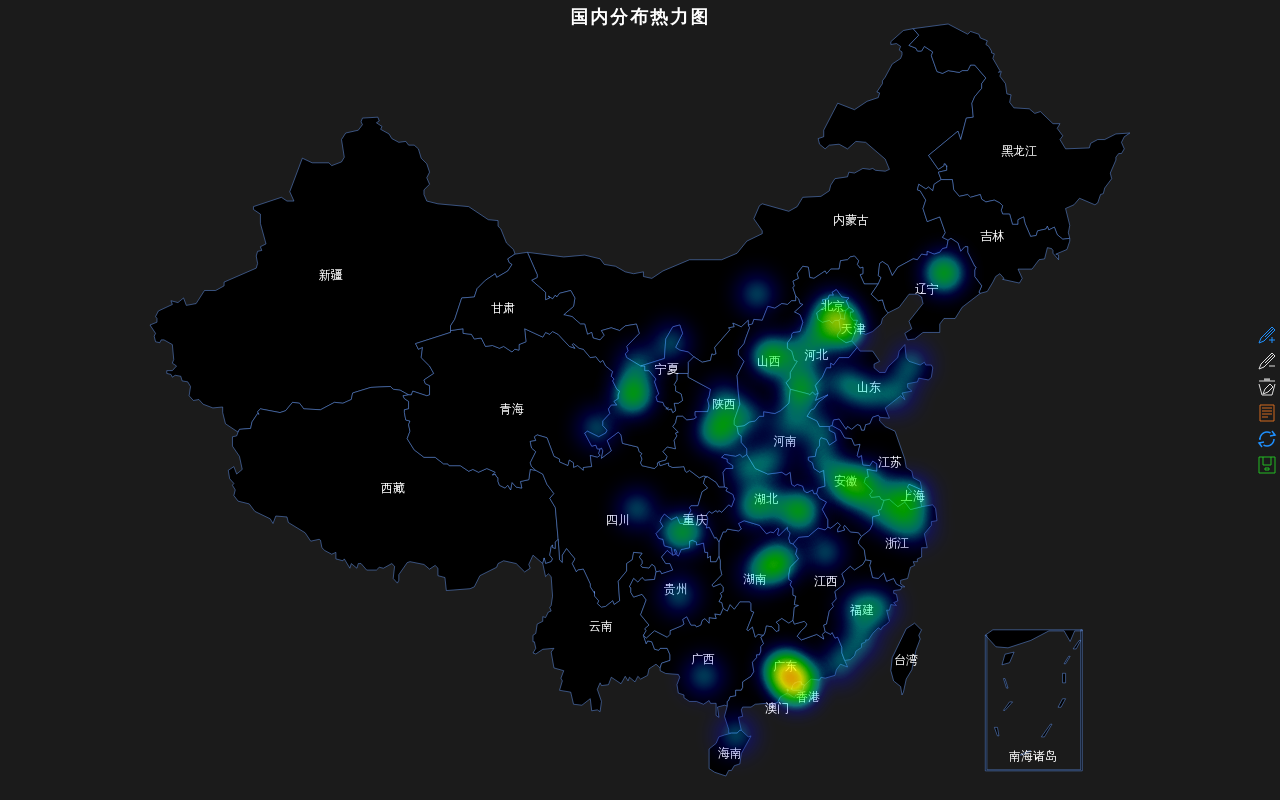 国内分布热力图
黑龙江
内蒙古
吉林
新疆
辽宁
甘肃
北京
天津
河北
山西
宁夏
山东
陕西
青海
河南
江苏
安徽
西藏
上海
湖北
四川
重庆
浙江
湖南
江西
贵州
福建
云南
广西
台湾
广东
香港
澳门
海南
南海诸岛